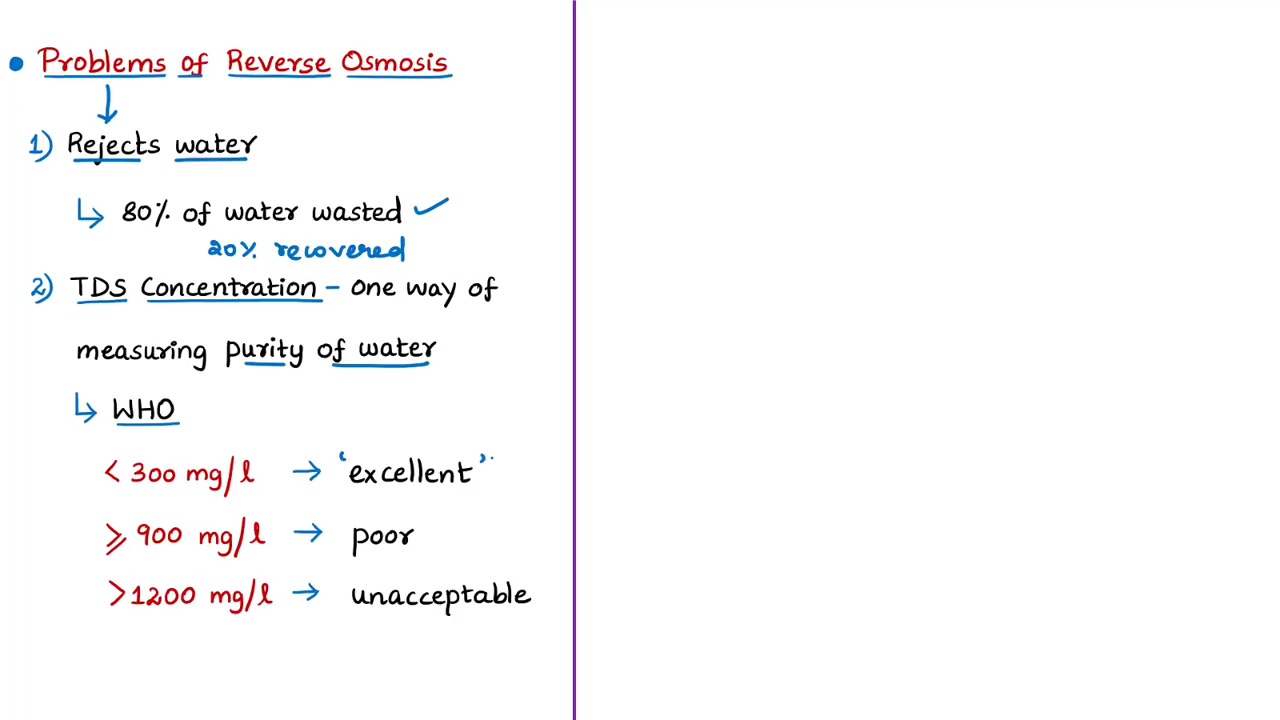 • Problems of Reverse Osmosis
1) Rejects water
↳ 80% of water wasted ✓
20% recovered
2) TDS Concentration - One way of
measuring purity of water
↳ WHO
< 300 mg/l → 'excellent'
⩾ 900 mg/l → poor
> 1200 mg/l → unacceptable